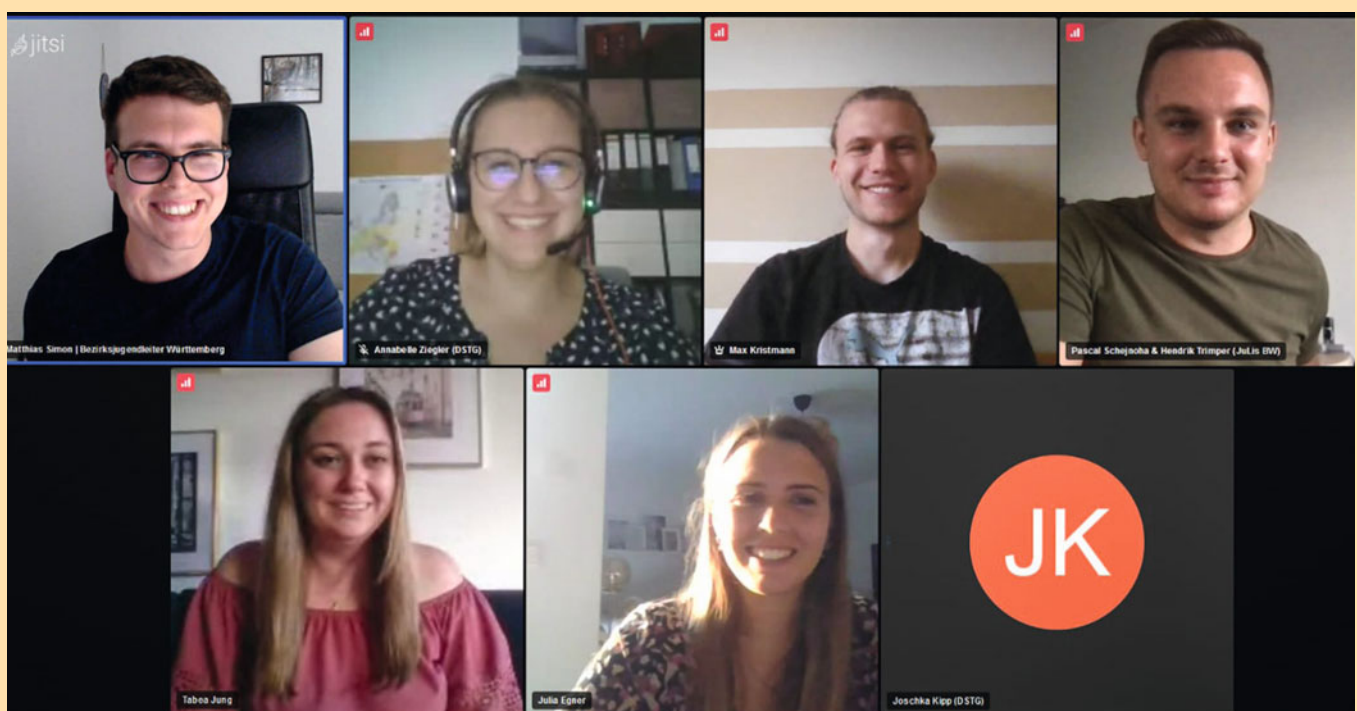 jitsi
Matthias Simon | Bezirksjugendleiter Württemberg
Annabelle Ziegler (DSTG)
Max Kristmann
Pascal Schejnoha & Hendrik Trimper (JuLis BW)
Tabea Jung
Julia Egner
JK
Joschka Kipp (DSTG)